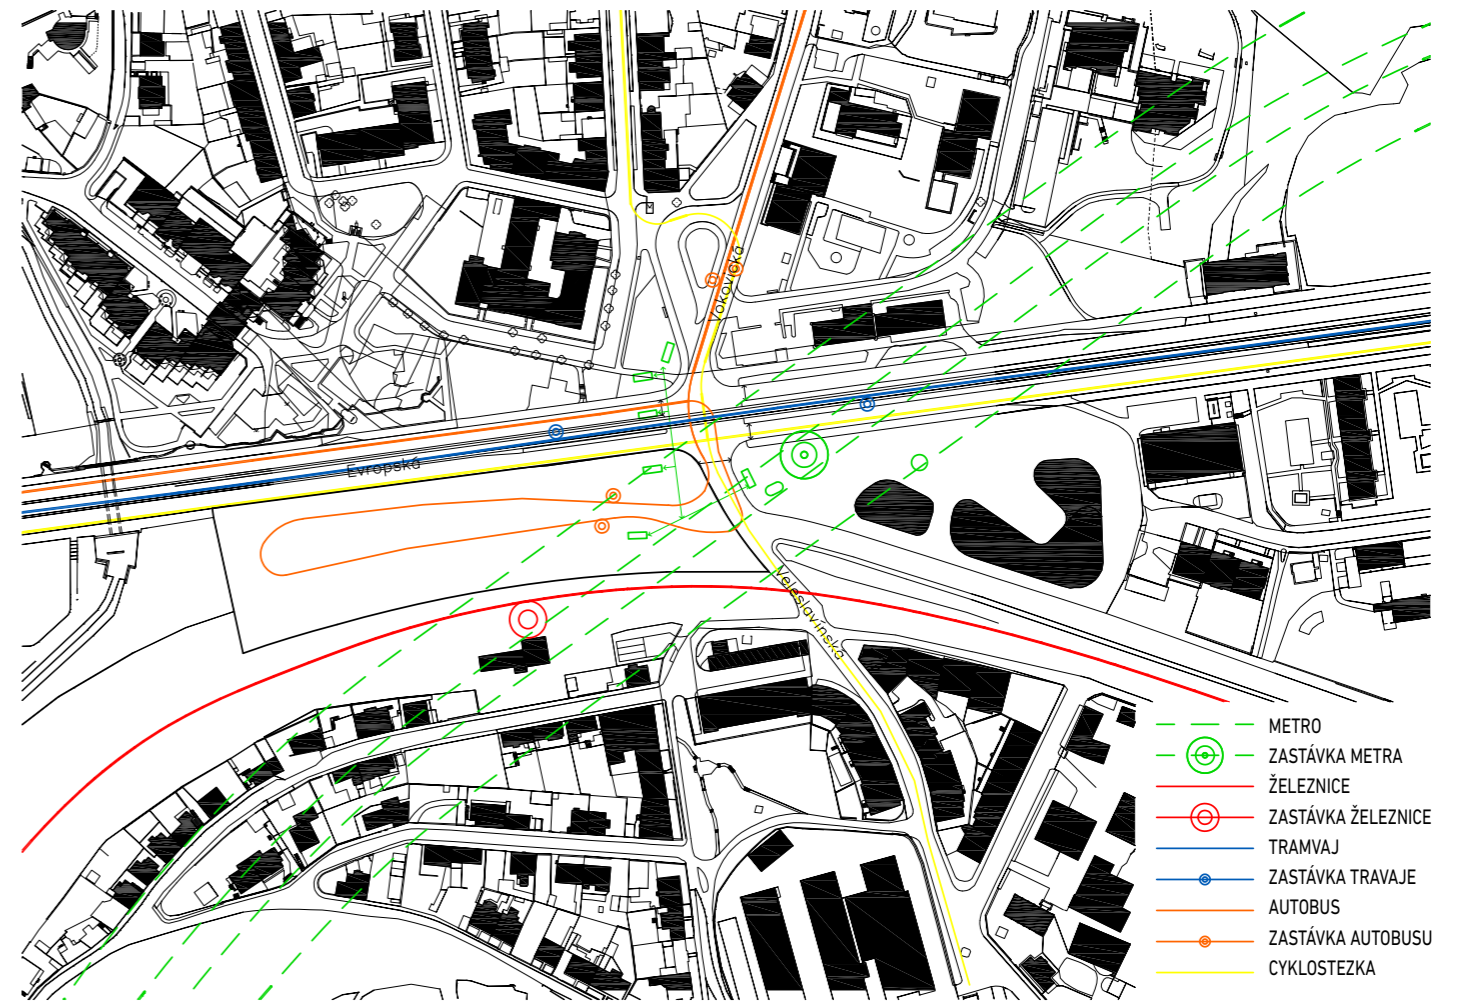 Vokovická
Evropská
Veleslavínská
METRO
ZASTÁVKA METRA
ŽELEZNICE
ZASTÁVKA ŽELEZNICE
TRAMVAJ
ZASTÁVKA TRAVAJE
AUTOBUS
ZASTÁVKA AUTOBUSU
CYKLOSTEZKA